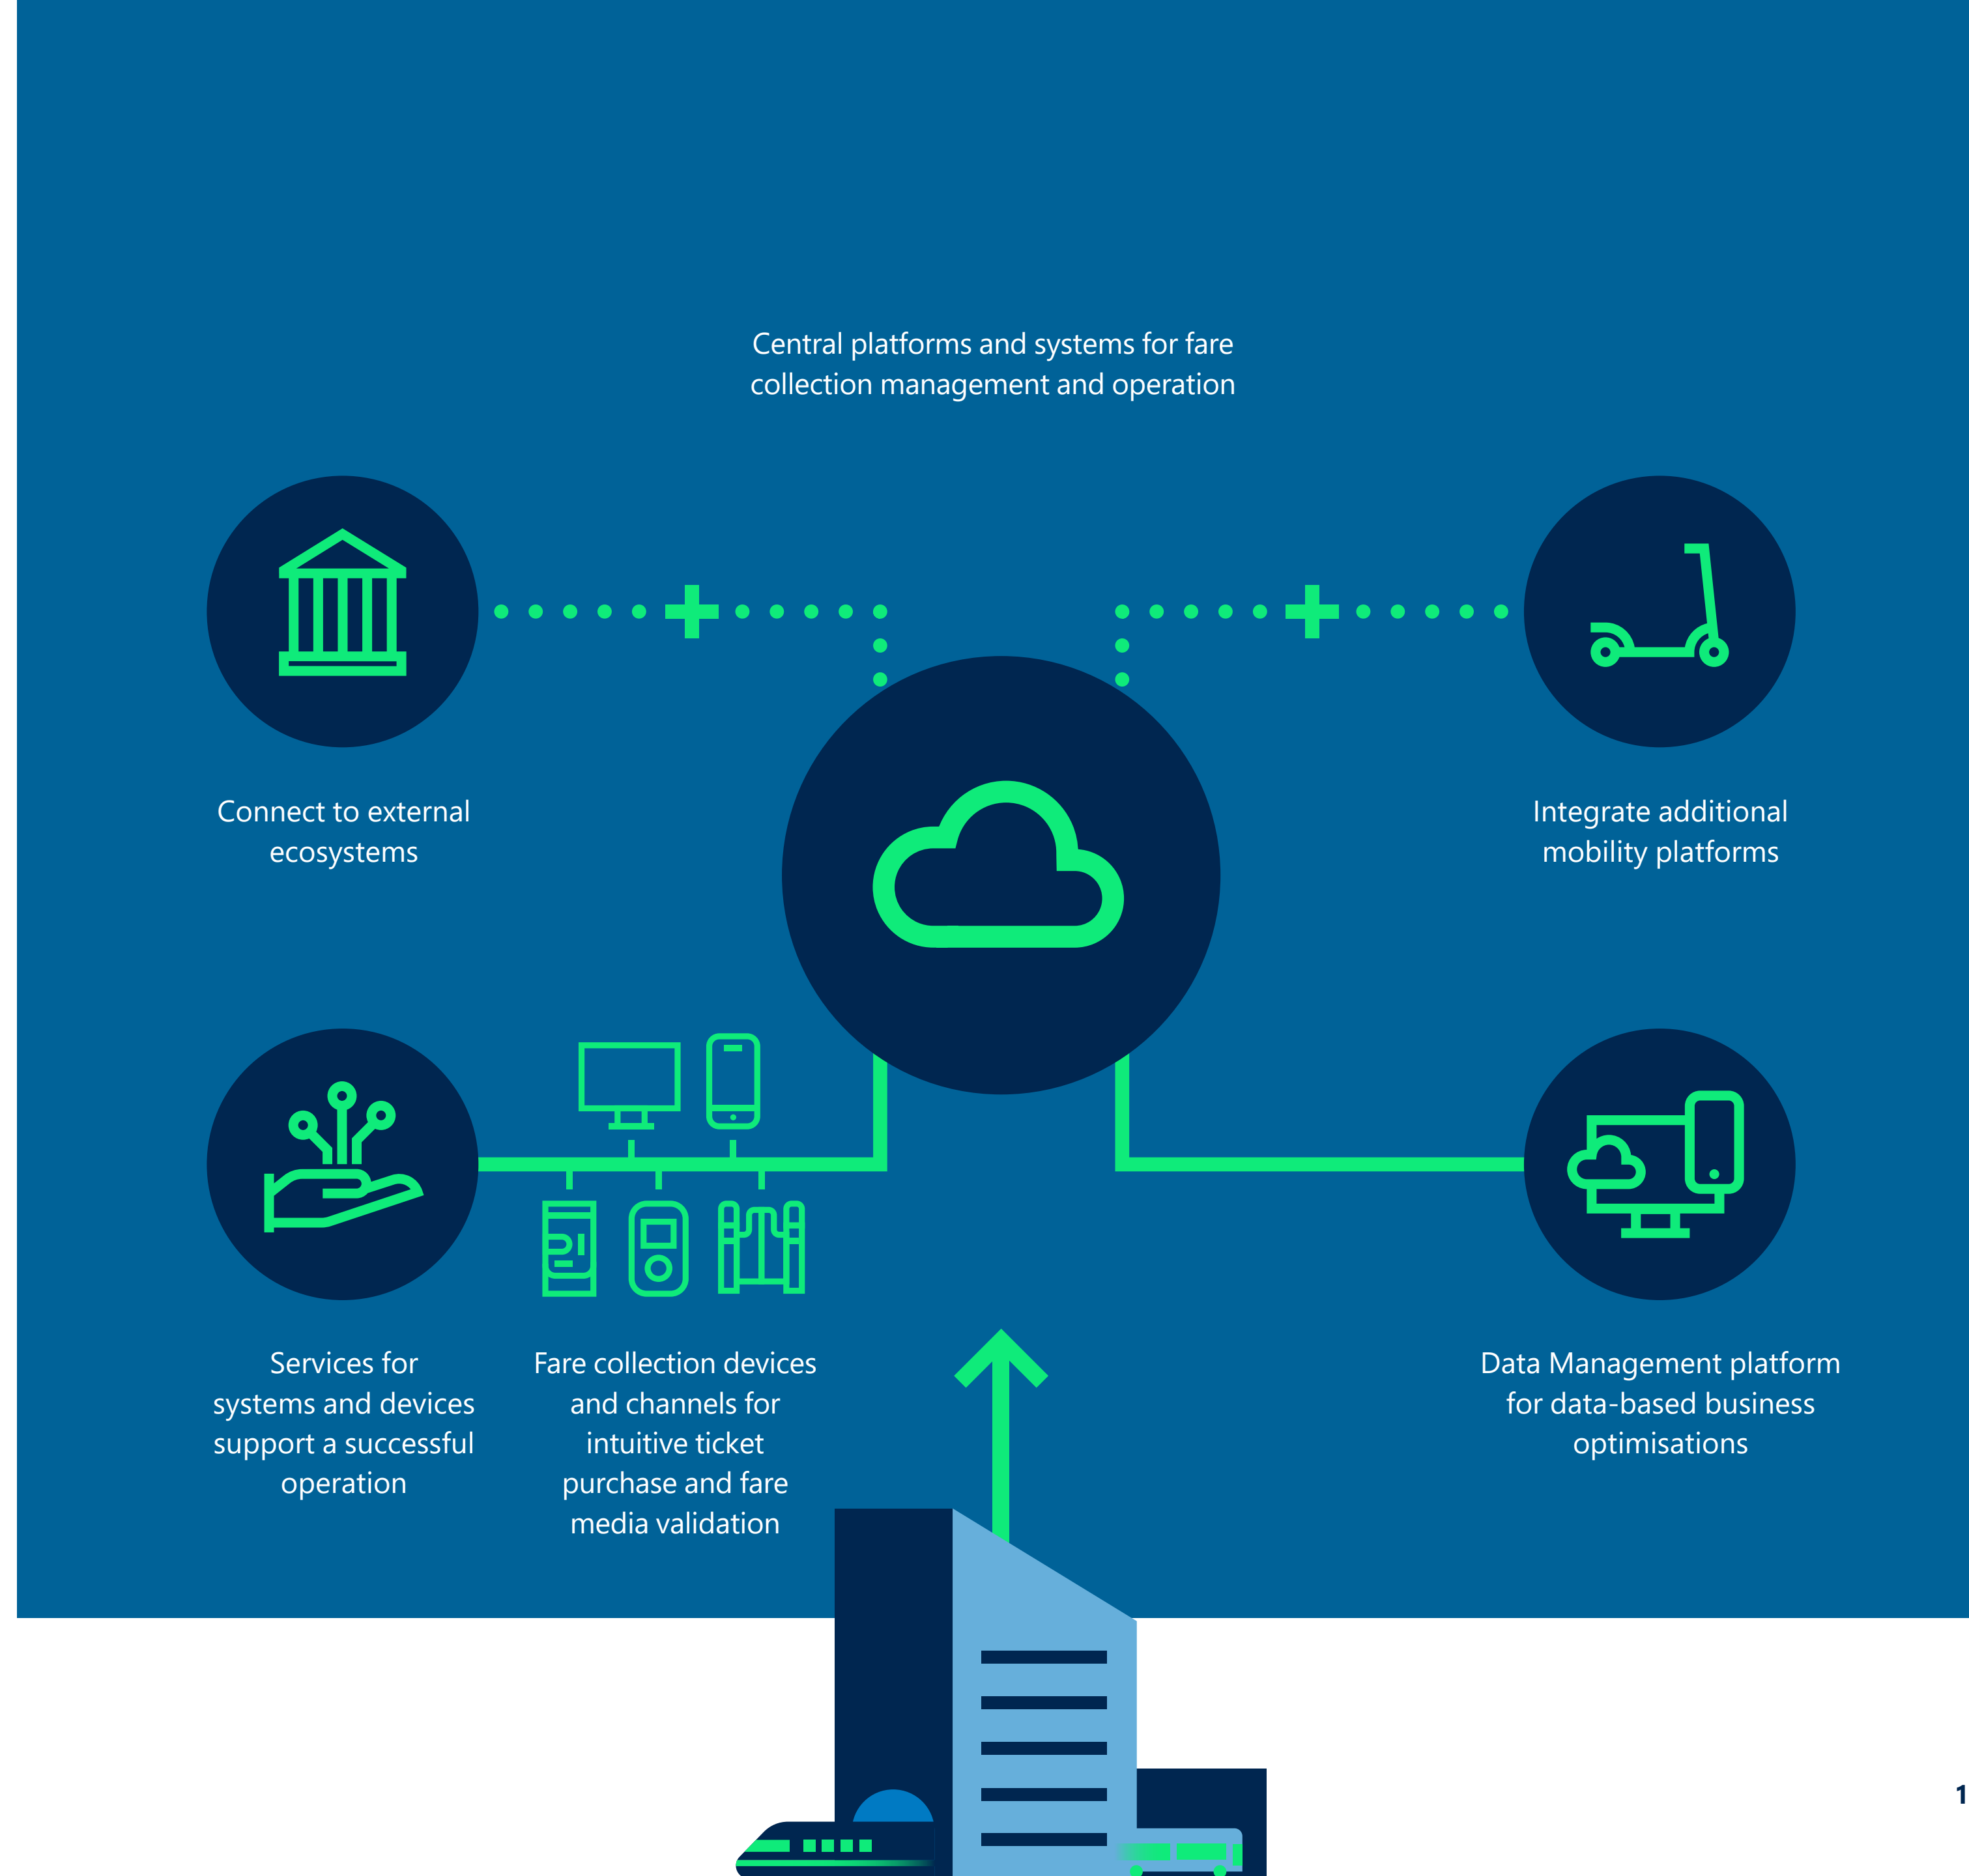 Central platforms and systems for fare
collection management and operation
Connect to external
ecosystems
Integrate additional
mobility platforms
Services for
systems and devices
support a successful
operation
Fare collection devices
and channels for
intuitive ticket
purchase and fare
media validation
Data Management platform
for data-based business
optimisations
1